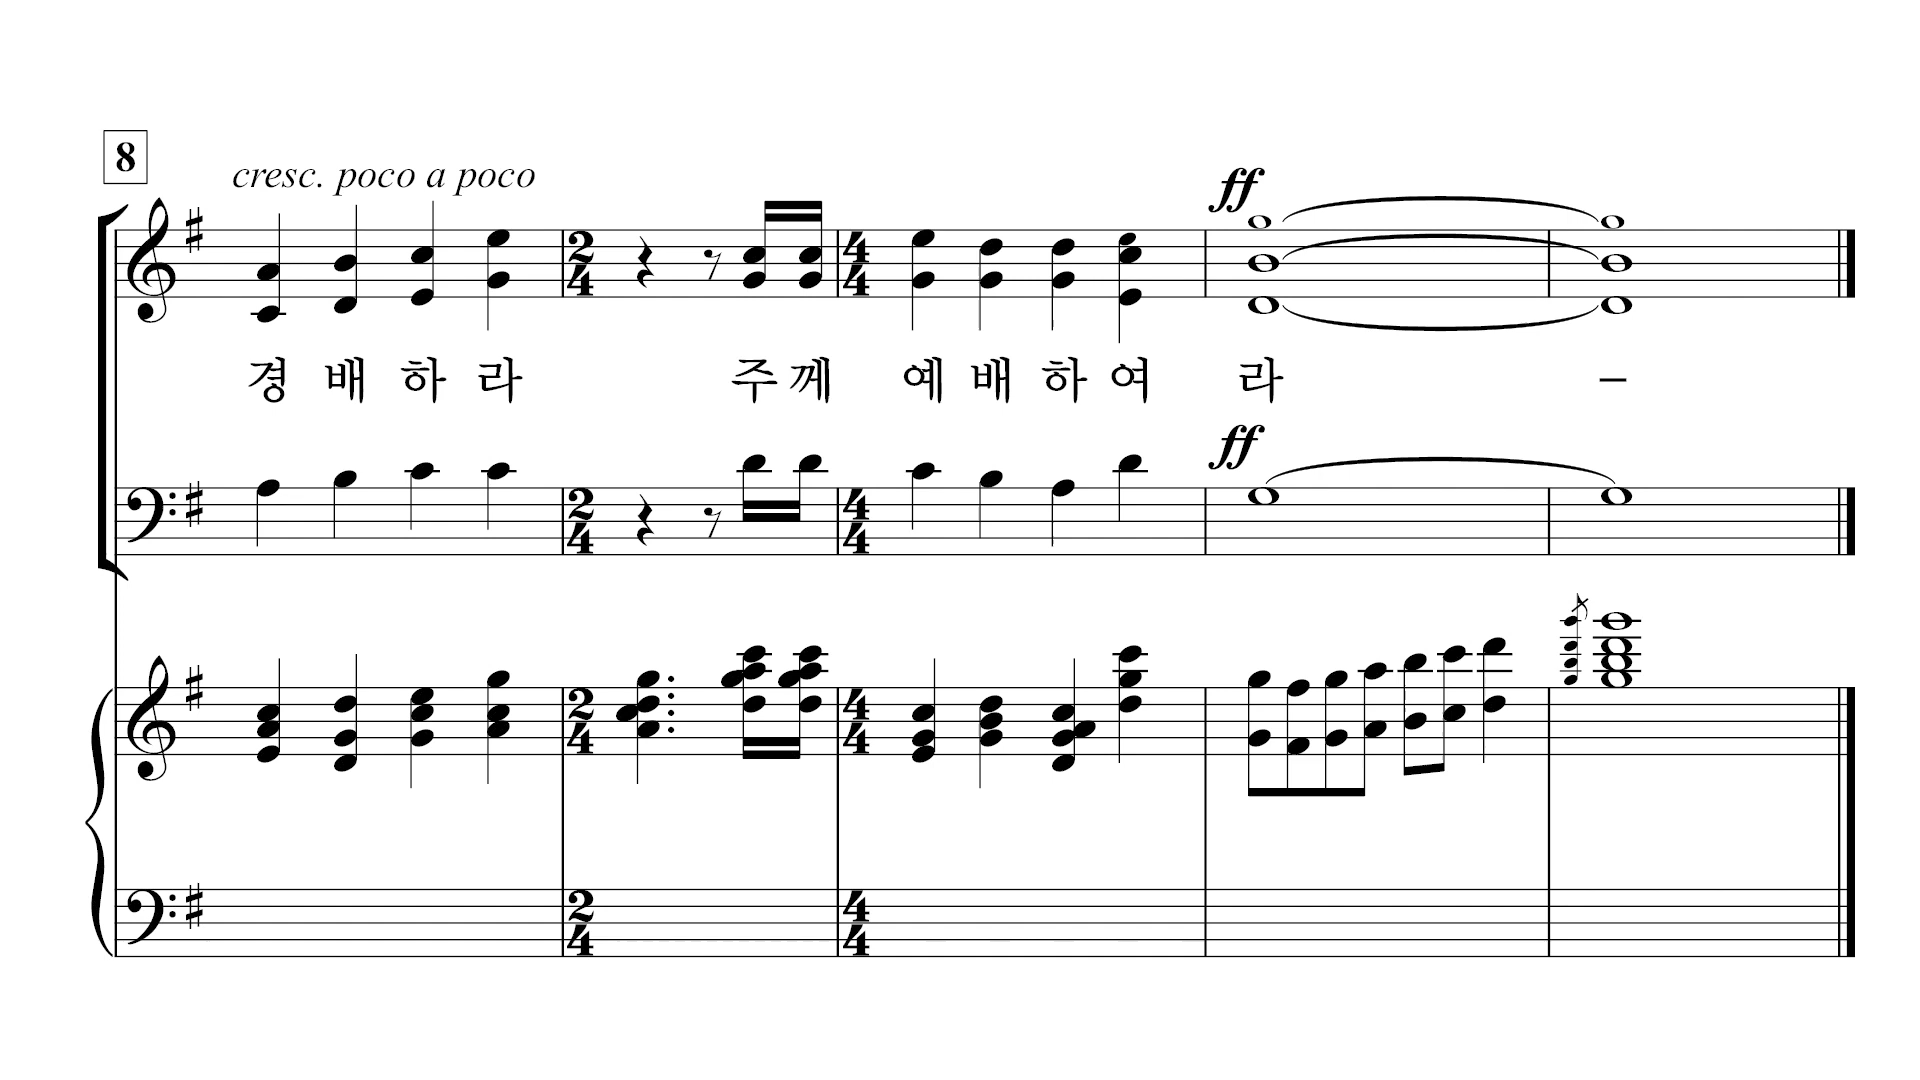 8
cresc. poco a poco
ff
경 배 하 라 주 께 예 배 하 여 라 –
ff